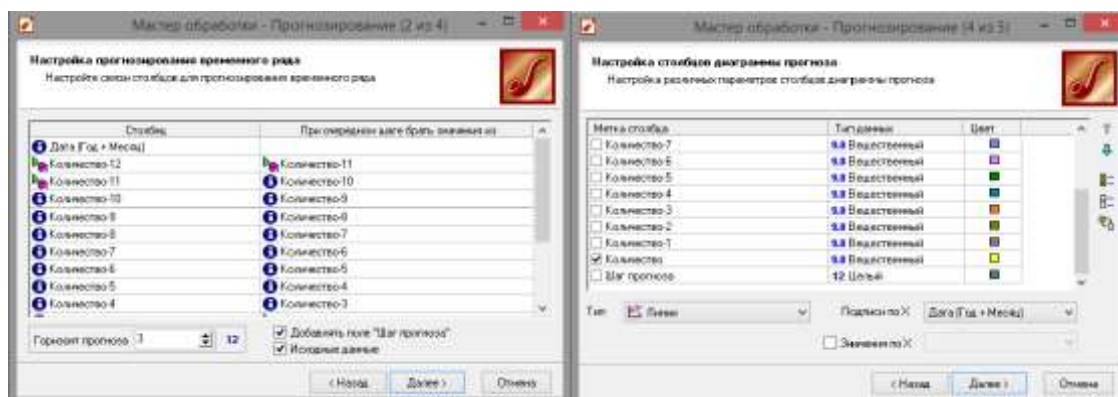 Мастер обработки - Прогнозирование (2 из 4)
Настройка прогнозирования временного ряда
Настройте связи столбцов для прогнозирования временного ряда
Столбец
При очередном шаге брать значения из
Дата (Год + Месяц)
Количество-12
Количество-11
Количество-11
Количество-10
Количество-10
Количество-9
Количество-9
Количество-8
Количество-8
Количество-7
Количество-7
Количество-6
Количество-6
Количество-5
Количество-5
Количество-4
Количество-4
Количество-3
Горизонт прогноза 3
12
Добавлять поле "Шаг прогноза"
Исходные данные
< Назад
Далее >
Отмена
Мастер обработки - Прогнозирование (4 из 5)
Настройка столбцов диаграммы прогноза
Настройка различных параметров столбцов диаграммы прогноза
Метка столбца
Тип данных
Цвет
Количество-7
9.0 Вещественный
Количество-6
9.0 Вещественный
Количество-5
9.0 Вещественный
Количество-4
9.0 Вещественный
Количество-3
9.0 Вещественный
Количество-2
9.0 Вещественный
Количество-1
9.0 Вещественный
Количество
9.0 Вещественный
Шаг прогноза
12 Целый
Тип:
Линии
Подписи по X
Дата (Год + Месяц)
Значения по X
< Назад
Далее >
Отмена